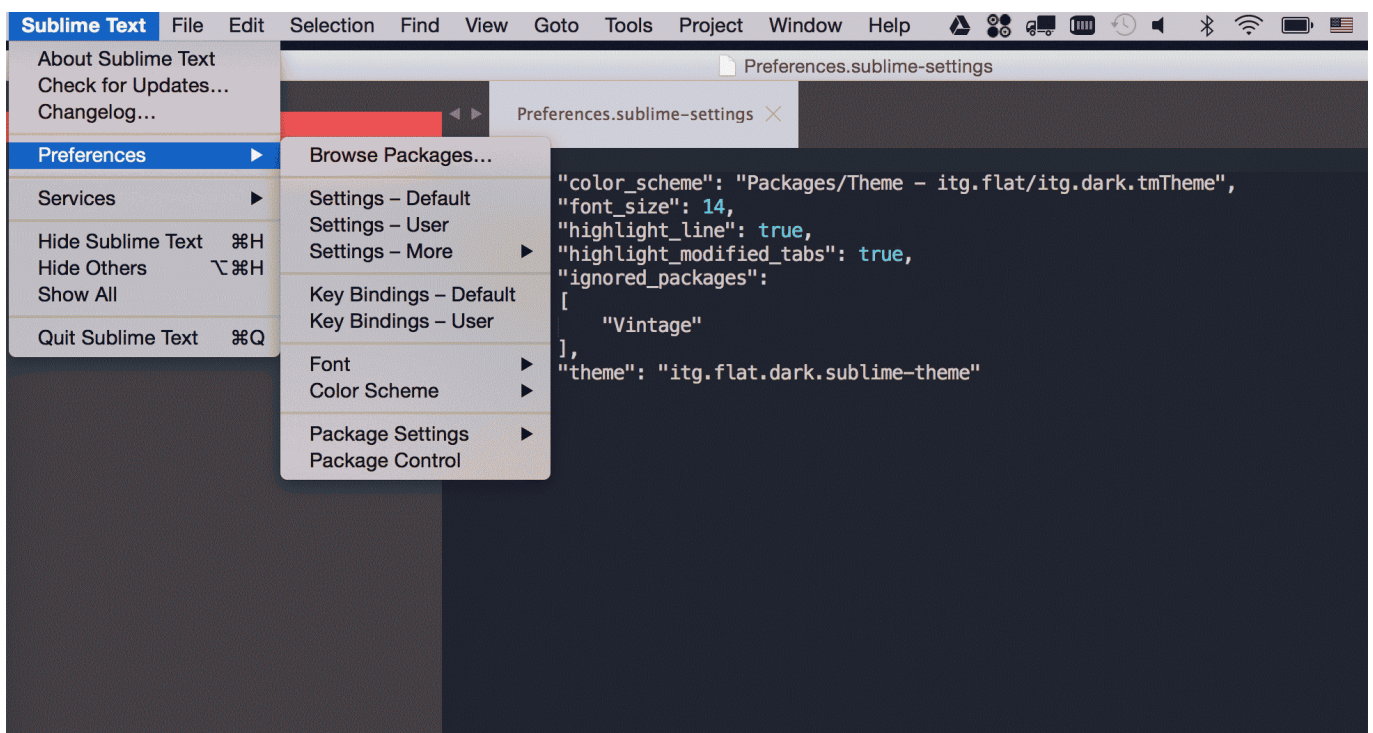 Sublime Text File Edit Selection Find View Goto Tools Project Window Help
About Sublime Text
Check for Updates...
Changelog...
Preferences
Services
Hide Sublime Text ⌘H
Hide Others ⌥⌘H
Show All
Quit Sublime Text ⌘Q
Browse Packages...
Settings – Default
Settings – User
Settings – More
Key Bindings – Default
Key Bindings – User
Font
Color Scheme
Package Settings
Package Control
Preferences.sublime-settings
Preferences.sublime-settings
"color_scheme": "Packages/Theme - itg.flat/itg.dark.tmTheme",
"font_size": 14,
"highlight_line": true,
"highlight_modified_tabs": true,
"ignored_packages":
[
"Vintage"
],
"theme": "itg.flat.dark.sublime-theme"